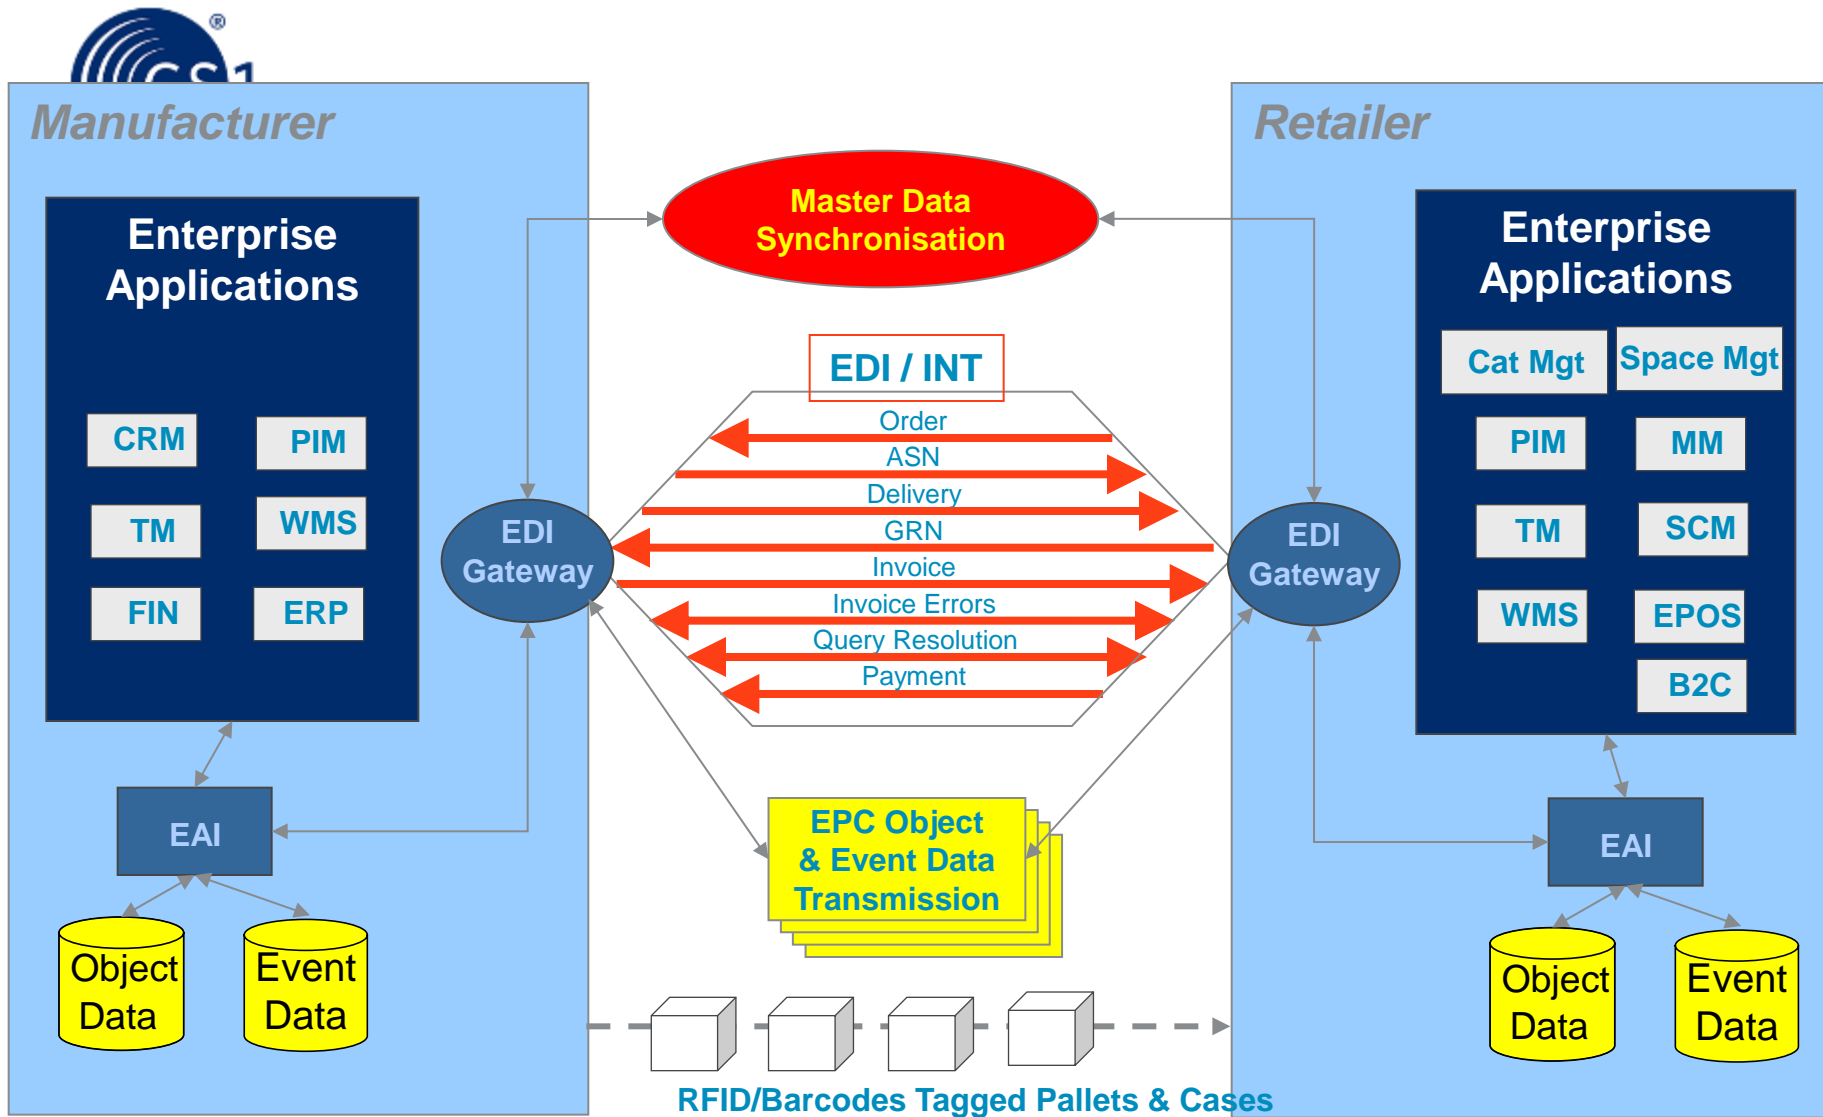 ®
GS1
Manufacturer
Enterprise
Applications
CRM
PIM
TM
WMS
FIN
ERP
EDI
Gateway
EAI
Object
Data
Event
Data
Master Data
Synchronisation
EDI / INT
Order
ASN
Delivery
GRN
Invoice
Invoice Errors
Query Resolution
Payment
EPC Object
& Event Data
Transmission
RFID/Barcodes Tagged Pallets & Cases
Retailer
Enterprise
Applications
Cat Mgt
Space Mgt
PIM
MM
TM
SCM
WMS
EPOS
B2C
EDI
Gateway
EAI
Object
Data
Event
Data